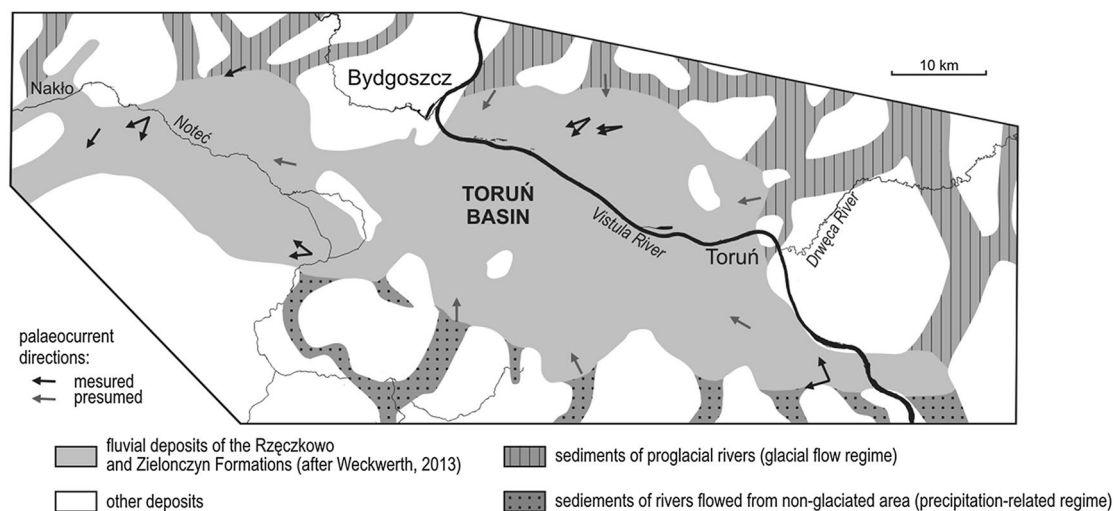 Nakło
Noteć
Bydgoszcz
10 km
TORUŃ
BASIN
Vistula River
Toruń
Drwęca River
palaeocurrent
directions:
mesured
presumed
fluvial deposits of the Rzęczkowo
and Zielonczyn Formations (after Weckwerth, 2013)
other deposits
sediments of proglacial rivers (glacial flow regime)
sediements of rivers flowed from non-glaciated area (precipitation-related regime)